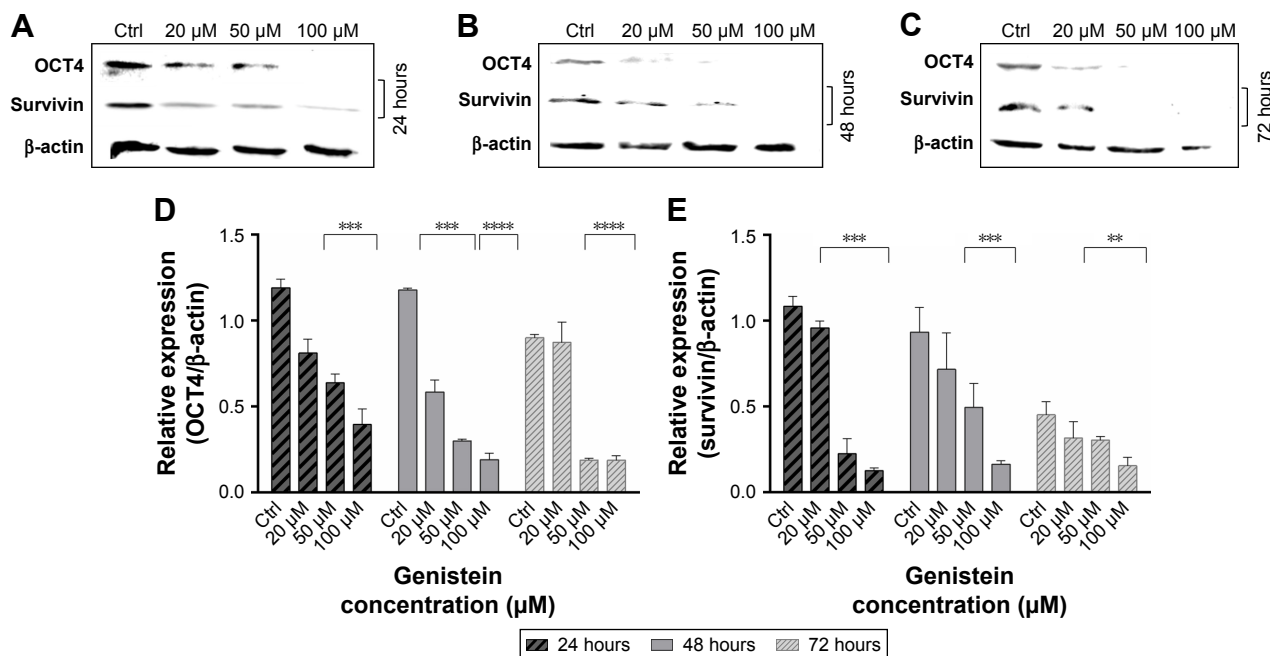 A
Ctrl 20 µM 50 µM 100 µM
OCT4
Survivin
β-actin
24 hours
B
Ctrl 20 µM 50 µM 100 µM
OCT4
Survivin
β-actin
48 hours
C
Ctrl 20 µM 50 µM 100 µM
OCT4
Survivin
β-actin
72 hours
D
Relative expression
(OCT4/β-actin)
1.5
1.0
0.5
0.0
*** *** **** ****
Ctrl 20 µM 50 µM 100 µM Ctrl 20 µM 50 µM 100 µM Ctrl 20 µM 50 µM 100 µM
Genistein
concentration (µM)
E
Relative expression
(survivin/β-actin)
1.5
1.0
0.5
0.0
*** *** **
Ctrl 20 µM 50 µM 100 µM Ctrl 20 µM 50 µM 100 µM Ctrl 20 µM 50 µM 100 µM
Genistein
concentration (µM)
24 hours 48 hours 72 hours